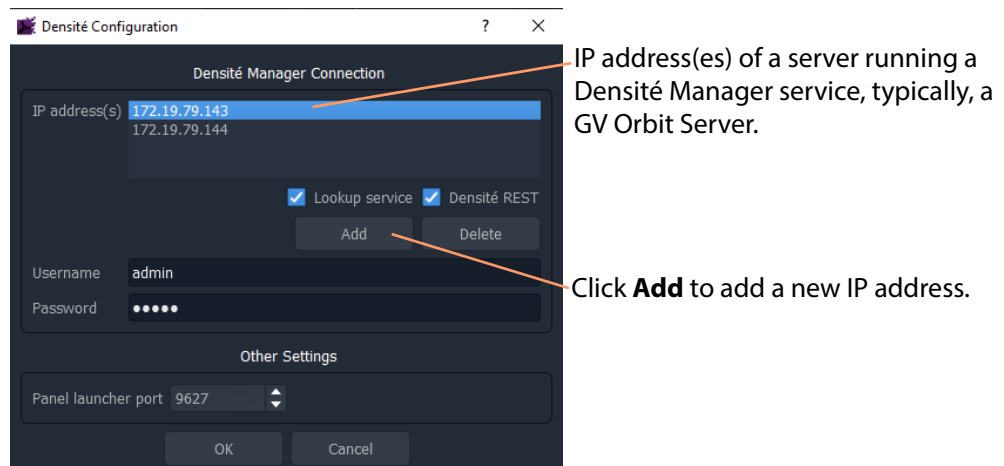 Densité Configuration
?
×
Densité Manager Connection
IP address(s)
172.19.79.143
172.19.79.144
Lookup service
Densité REST
Add
Delete
Username
admin
Password
●●●●●
Other Settings
Panel launcher port
9627
OK
Cancel
IP address(es) of a server running a
Densité Manager service, typically, a
GV Orbit Server.
Click Add to add a new IP address.